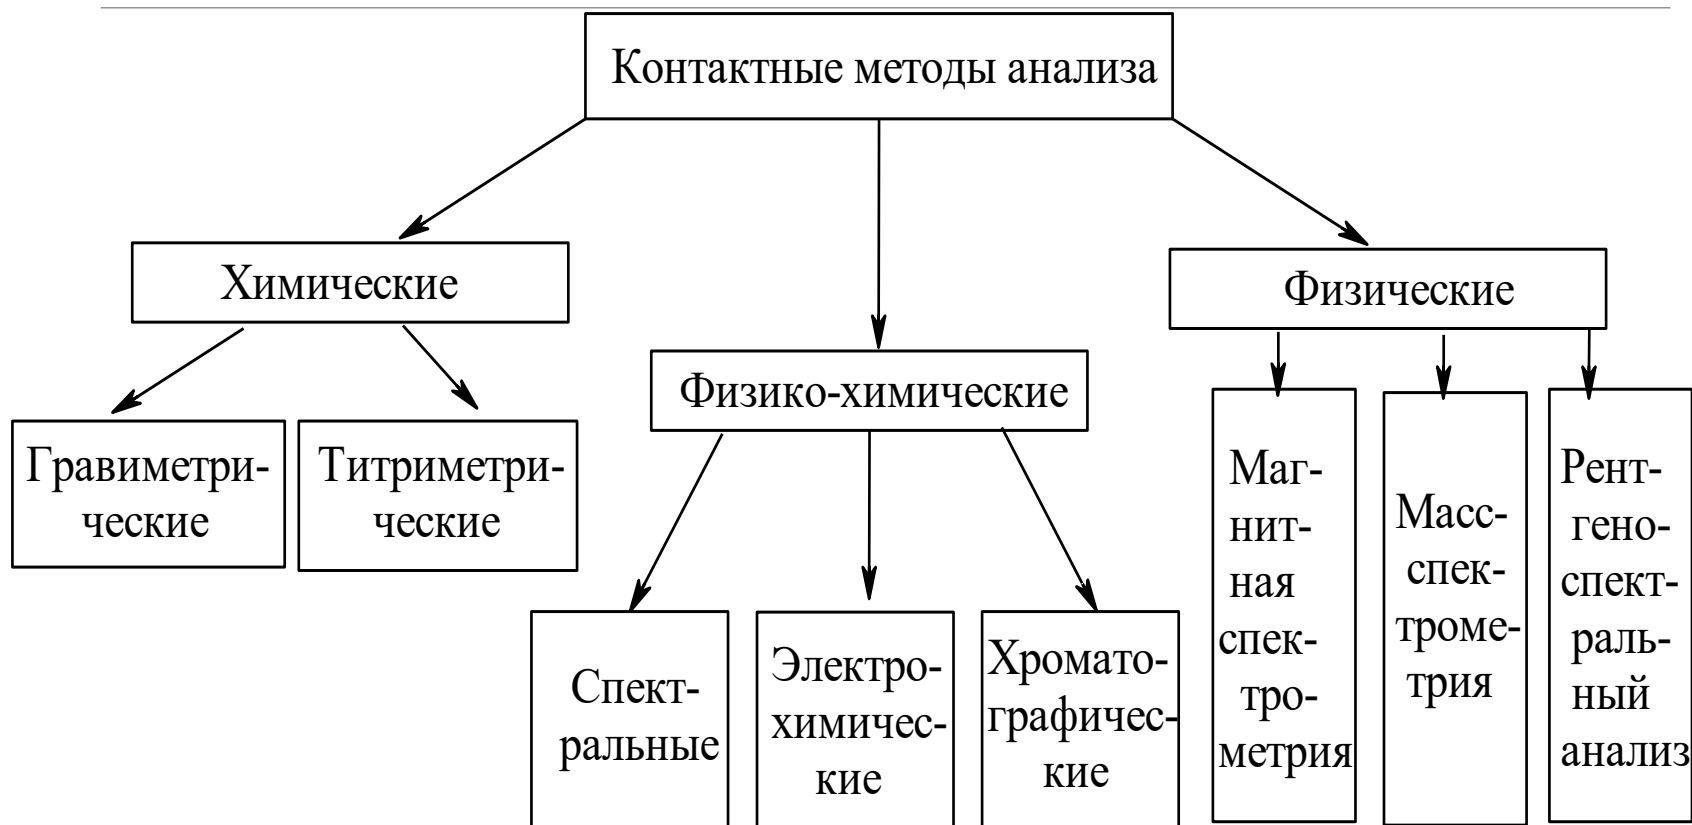 Контактные методы анализа
Химические
Физические
Физико-химические
Гравиметри-
ческие
Титриметри-
ческие
Спект-
ральные
Электро-
химичес-
кие
Хромато-
графичес-
кие
Маг-
нит-
ная
спек-
тро-
метрия
Масс-
спек-
троме-
трия
Рент-
гено-
спект-
раль-
ный
анализ